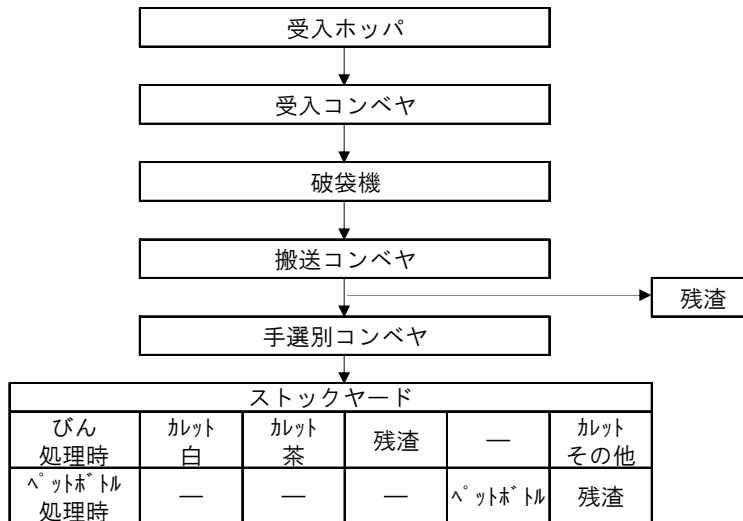 受入ホッパ
受入コンベヤ
破袋機
搬送コンベヤ
残渣
手選別コンベヤ
ストックヤード
びん
処理時
ｶﾚｯﾄ
白
ｶﾚｯﾄ
茶
残渣
―
ｶﾚｯﾄ
その他
ﾍﾟｯﾄﾎﾞﾄﾙ
処理時
―
―
―
ﾍﾟｯﾄﾎﾞﾄﾙ
残渣